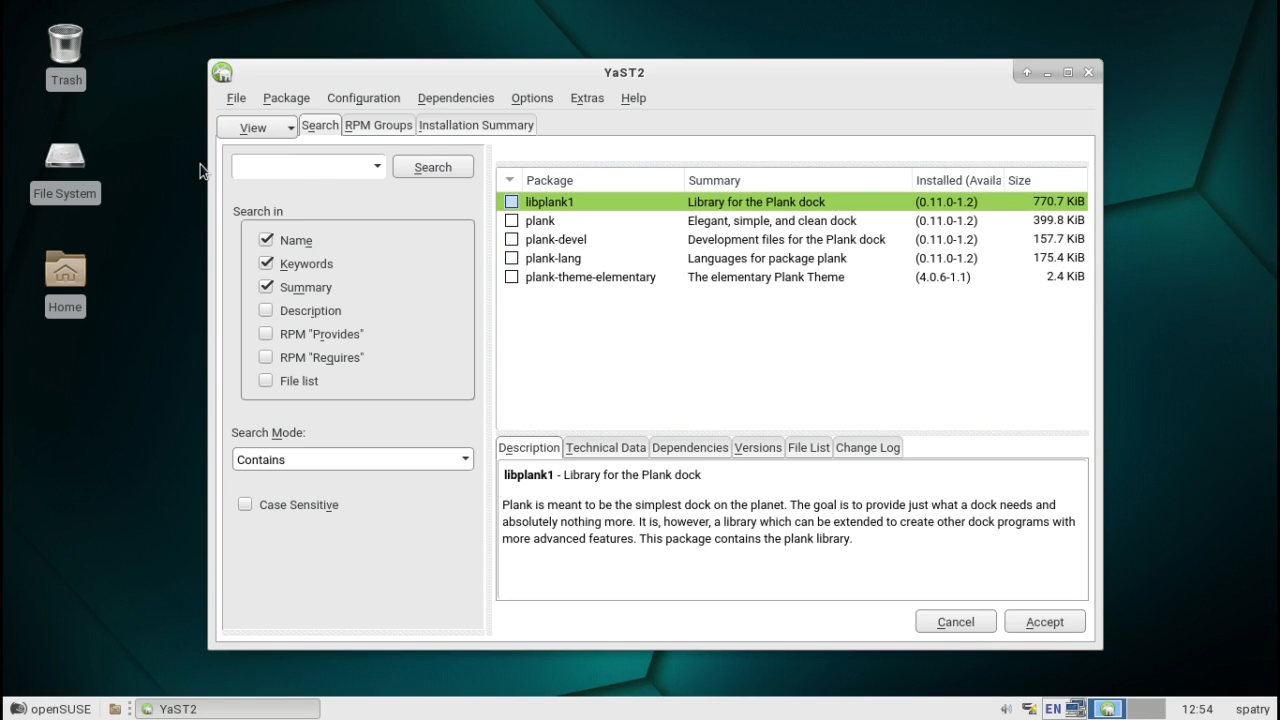 Trash
File System
Home
YaST2
File Package Configuration Dependencies Options Extras Help
View Search RPM Groups Installation Summary
Search
Search in
Name
Keywords
Summary
Description
RPM "Provides"
RPM "Requires"
File list
Search Mode:
Contains
Case Sensitive
Package Summary Installed (Availa Size
libplank1 Library for the Plank dock (0.11.0-1.2) 770.7 KiB
plank Elegant, simple, and clean dock (0.11.0-1.2) 399.8 KiB
plank-devel Development files for the Plank dock (0.11.0-1.2) 157.7 KiB
plank-lang Languages for package plank (0.11.0-1.2) 175.4 KiB
plank-theme-elementary The elementary Plank Theme (4.0.6-1.1) 2.4 KiB
Description Technical Data Dependencies Versions File List Change Log
libplank1 - Library for the Plank dock
Plank is meant to be the simplest dock on the planet. The goal is to provide just what a dock needs and
absolutely nothing more. It is, however, a library which can be extended to create other dock programs with
more advanced features. This package contains the plank library.
Cancel Accept
openSUSE YaST2 EN 12:54 spatry